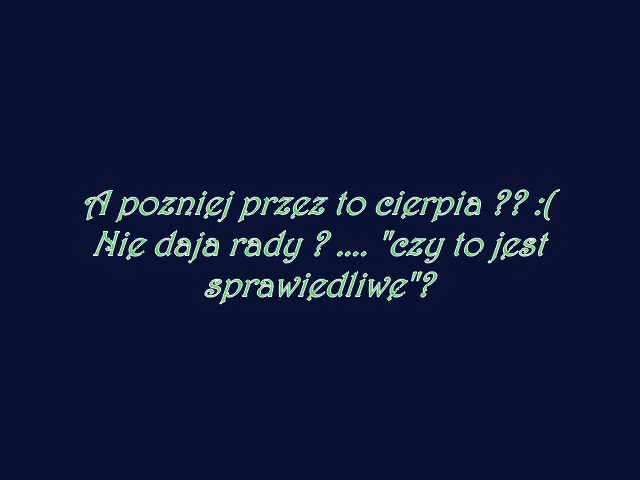 A pozniej przez to cierpia ?? :(
Nie daja rady ? .... "czy to jest
sprawiedliwe"?